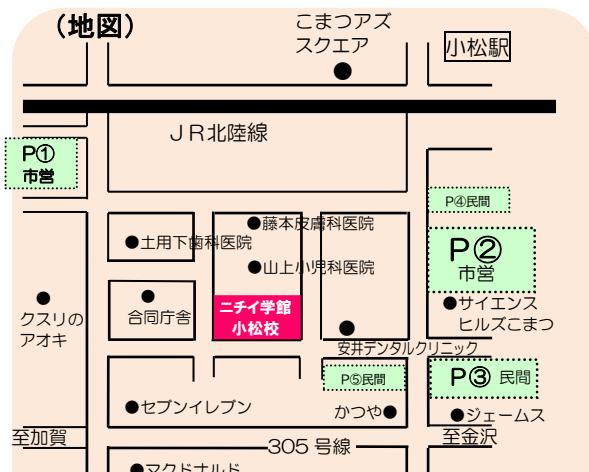 （地図）
こまつアズ
スクエア
小松駅
ＪＲ北陸線
P①
市営
P④民間
●藤本皮膚科医院
●土用下歯科医院
P②
市営
●山上小児科医院
クスリの
アオキ
合同庁舎
ニチイ学館
小松校
●サイエンス
ヒルズこまつ
安井デンタルクリニック
P⑤民間
P③ 民間
●セブンイレブン
かつや●
●ジェームス
至加賀
305号線
至金沢
●マクドナルド